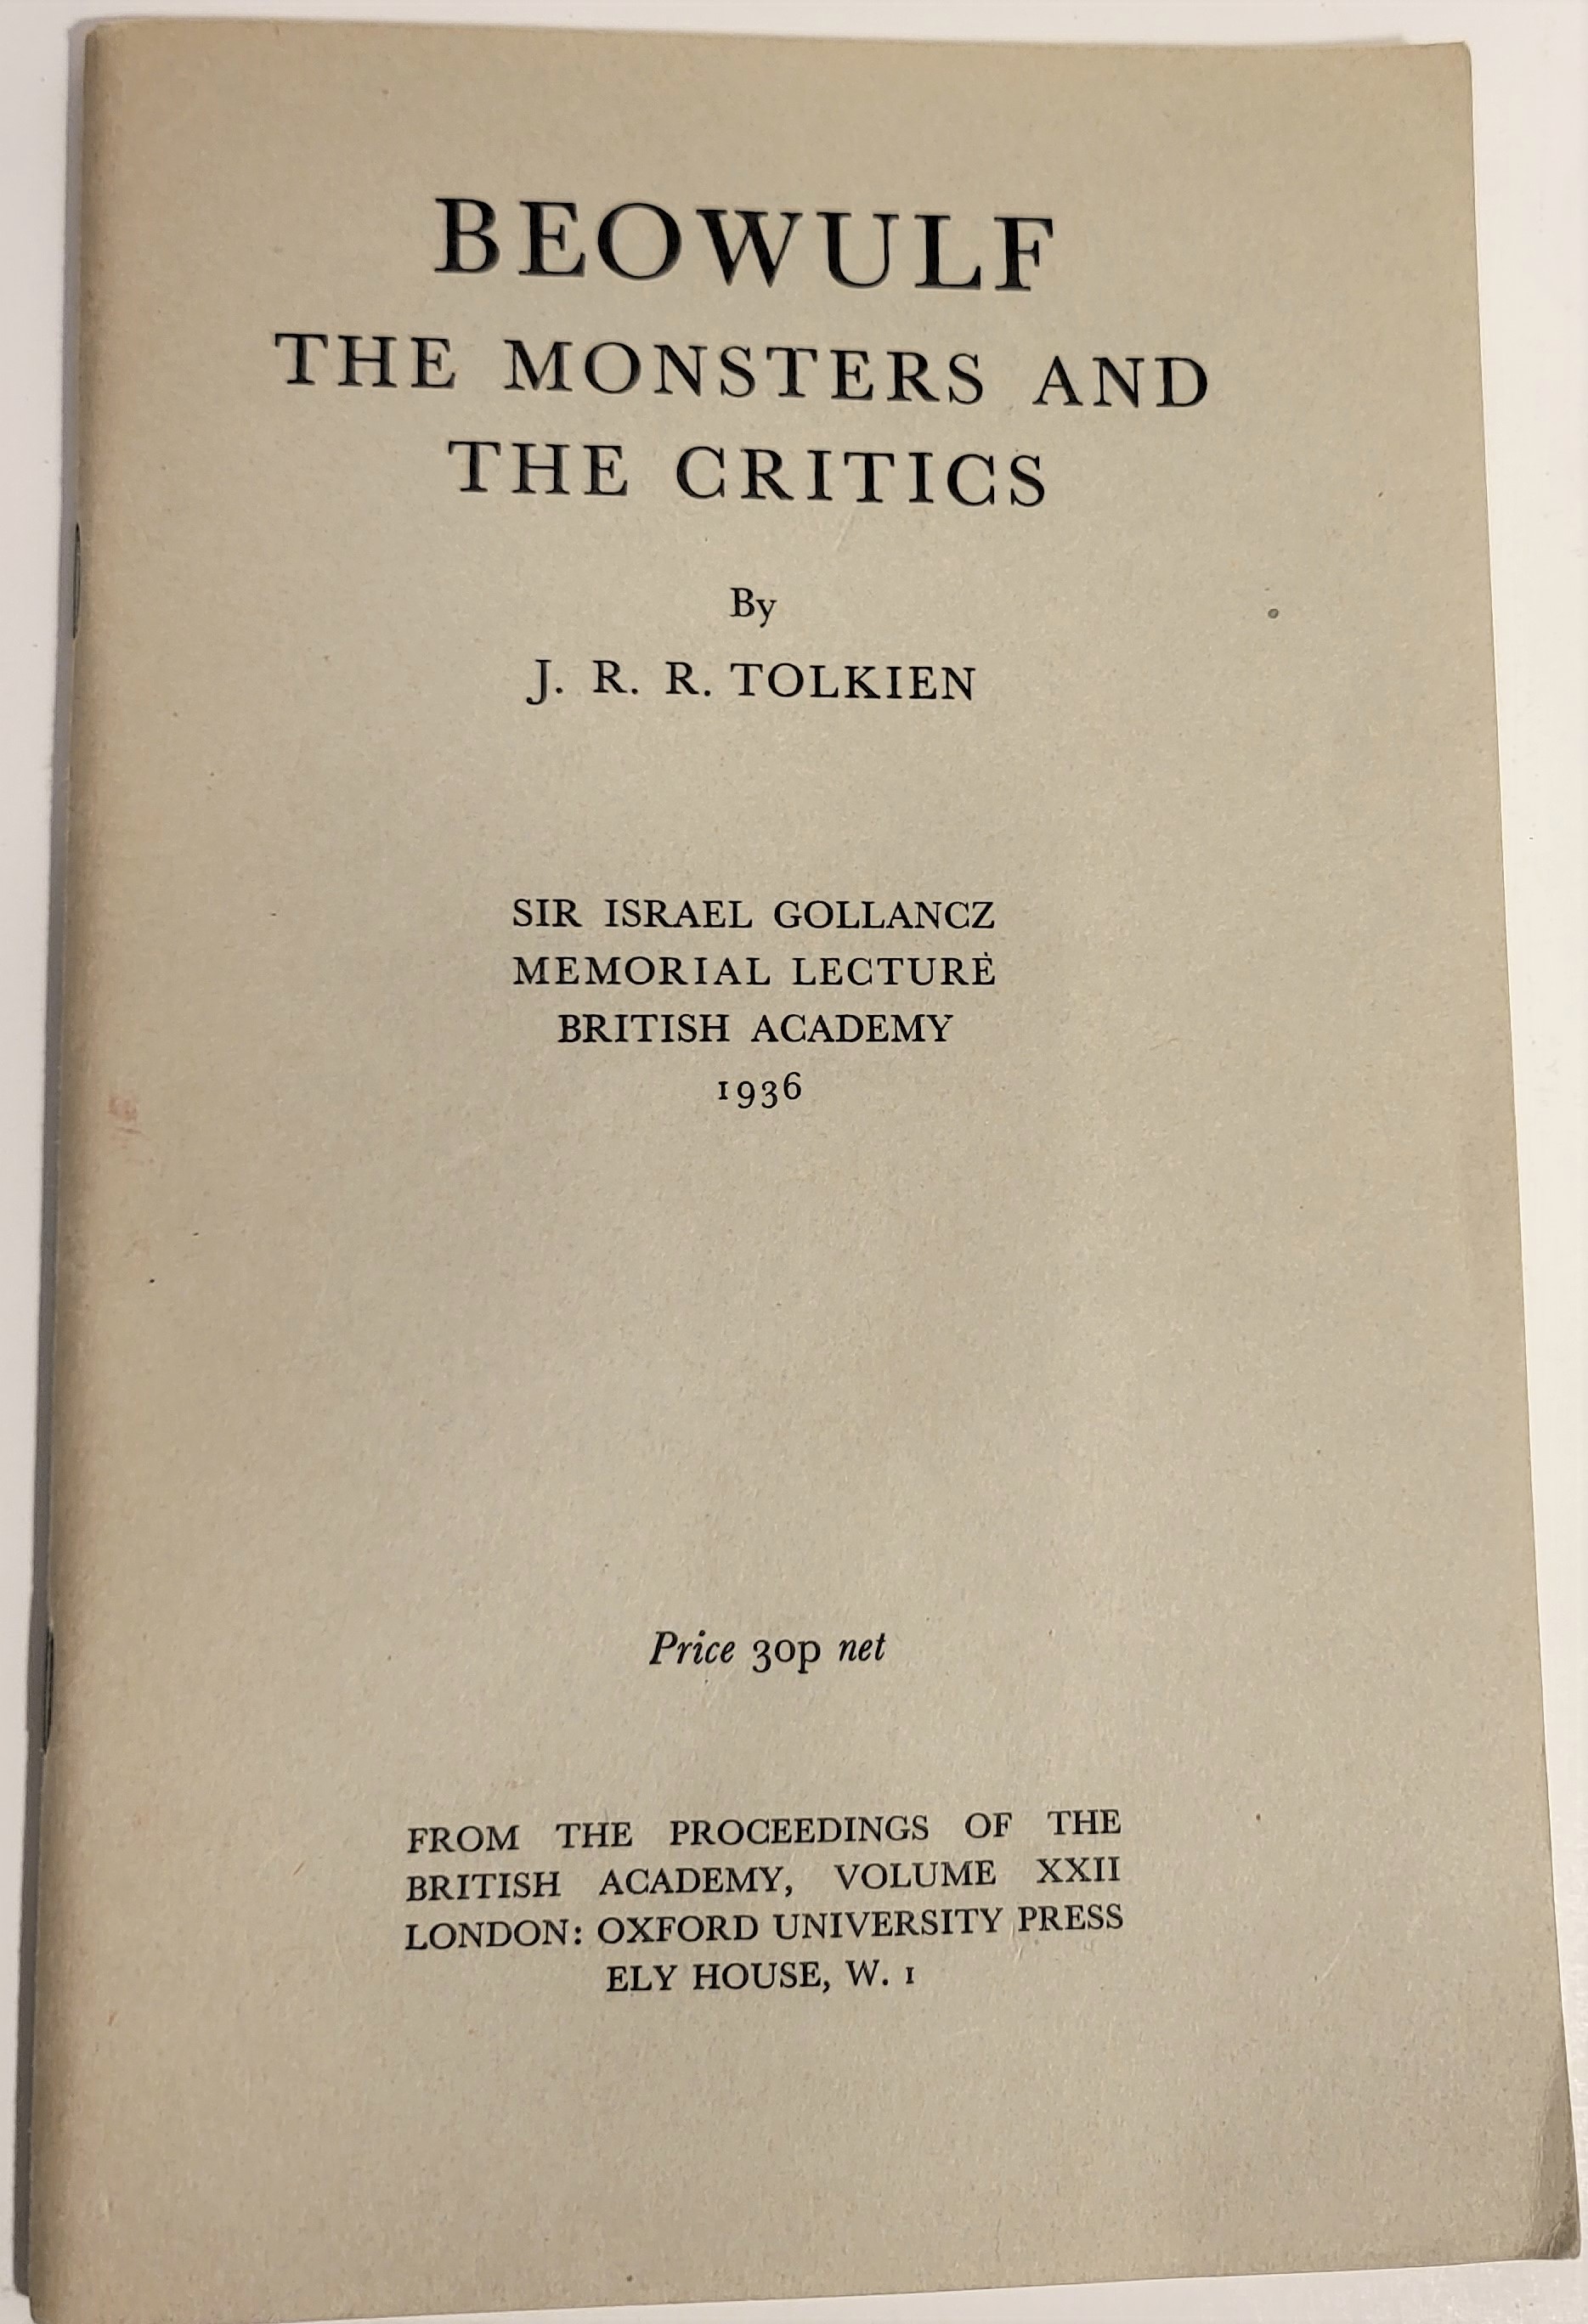 BEOWULF
THE MONSTERS AND
THE CRITICS
By
J. R. R. TOLKIEN
SIR ISRAEL GOLLANCZ
MEMORIAL LECTURE
BRITISH ACADEMY
1936
Price 30p net
FROM THE PROCEEDINGS OF THE
BRITISH ACADEMY, VOLUME XXII
LONDON: OXFORD UNIVERSITY PRESS
ELY HOUSE, W. 1